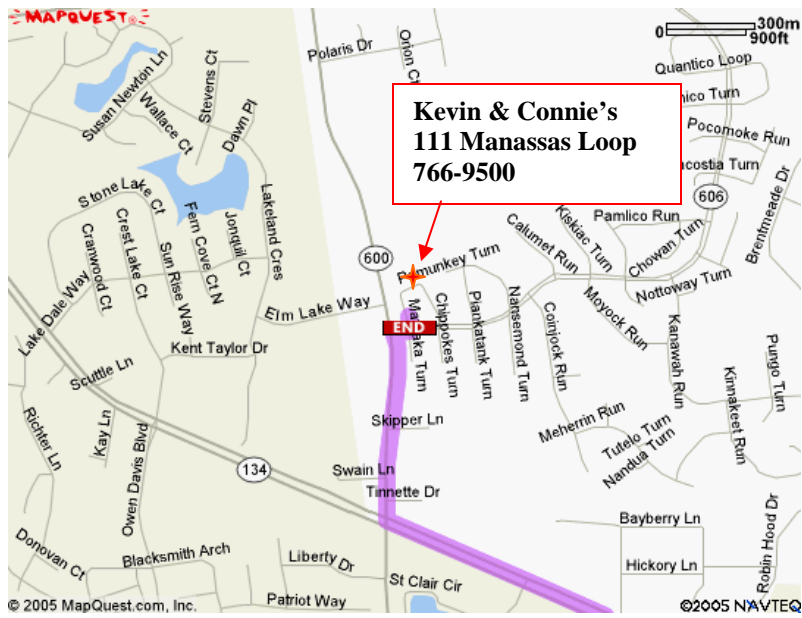 MAPQUEST
300m
0
900ft
Polaris Dr
Orion Ct
Quantico Loop
Susan Newton Ln
Stevens Ct
Wallace Ct
Dawn Pl
Kevin & Connie's
111 Manassas Loop
766-9500
nico Turn
Pocomoke Run
acostia Turn
606
Brentmeade Dr
Stone Lake Ct
Crest Lake Ct
Cranwood Ct
Sun Rise Way
Fern Cove Ct N
Jonquil Ct
Lakeland Cres
Lake Dale Way
600
Pamunkey Turn
Calumet Run
Kiskiac Turn
Pamlico Run
Chowan Turn
Nottoway Turn
Moyock Run
Elm Lake Way
END
Chippokes Turn
Piankatank Turn
Nansemond Turn
Coinjock Run
Kanawah Run
Pungo Turn
Kinnakeet Run
Kent Taylor Dr
Scuttle Ln
Skipper Ln
Meherrin Run
Tutelo Turn
Nandua Turn
Richter Ln
Kay Ln
Owen Davis Blvd
134
Swain Ln
Tinnette Dr
Bayberry Ln
Hickory Ln
Robin Hood Dr
Donovan Ct
Blacksmith Arch
Liberty Dr
St Clair Cir
Patriot Way
© 2005 MapQuest.com, Inc.
©2005 NAVTEQ